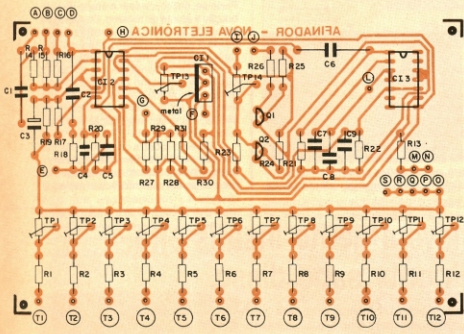 A B C D H
AFINADOR - NOVA ELETRÔNICA
I J
R14 R15 R16 R26 R25 C6
C1 C2 CI2 TP13 CI1 TP14 L CI3
G metal F Q1
C3 R19 R17 R20 R29 R31 Q2 C7 C9 R13
R18 R23 R22 M N
E C4 C5 R24 R21 C8
R27 R28 R30 S R Q P O
TP1 TP2 TP3 TP4 TP5 TP6 TP7 TP8 TP9 TP10 TP11 TP12
R1 R2 R3 R4 R5 R6 R7 R8 R9 R10 R11 R12
T1 T2 T3 T4 T5 T6 T7 T8 T9 T10 T11 T12